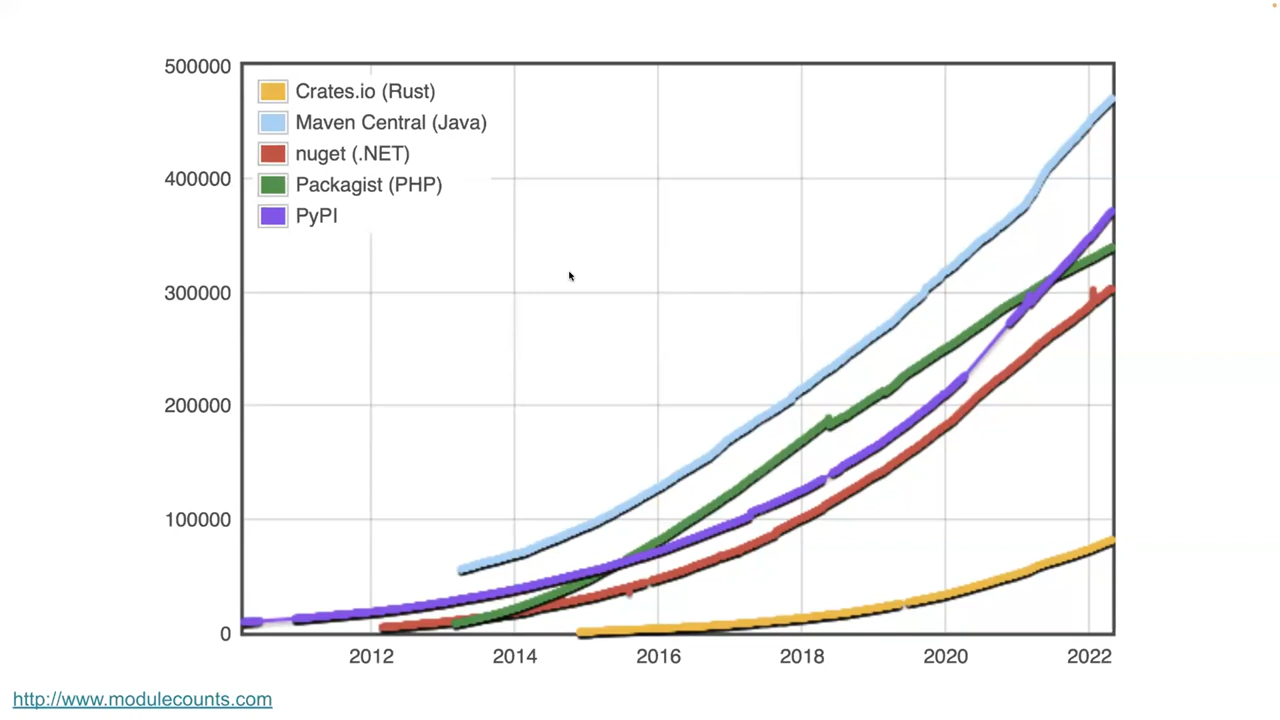 500000
400000
300000
200000
100000
0
Crates.io (Rust)
Maven Central (Java)
nuget (.NET)
Packagist (PHP)
PyPI
2012 2014 2016 2018 2020 2022
http://www.modulecounts.com